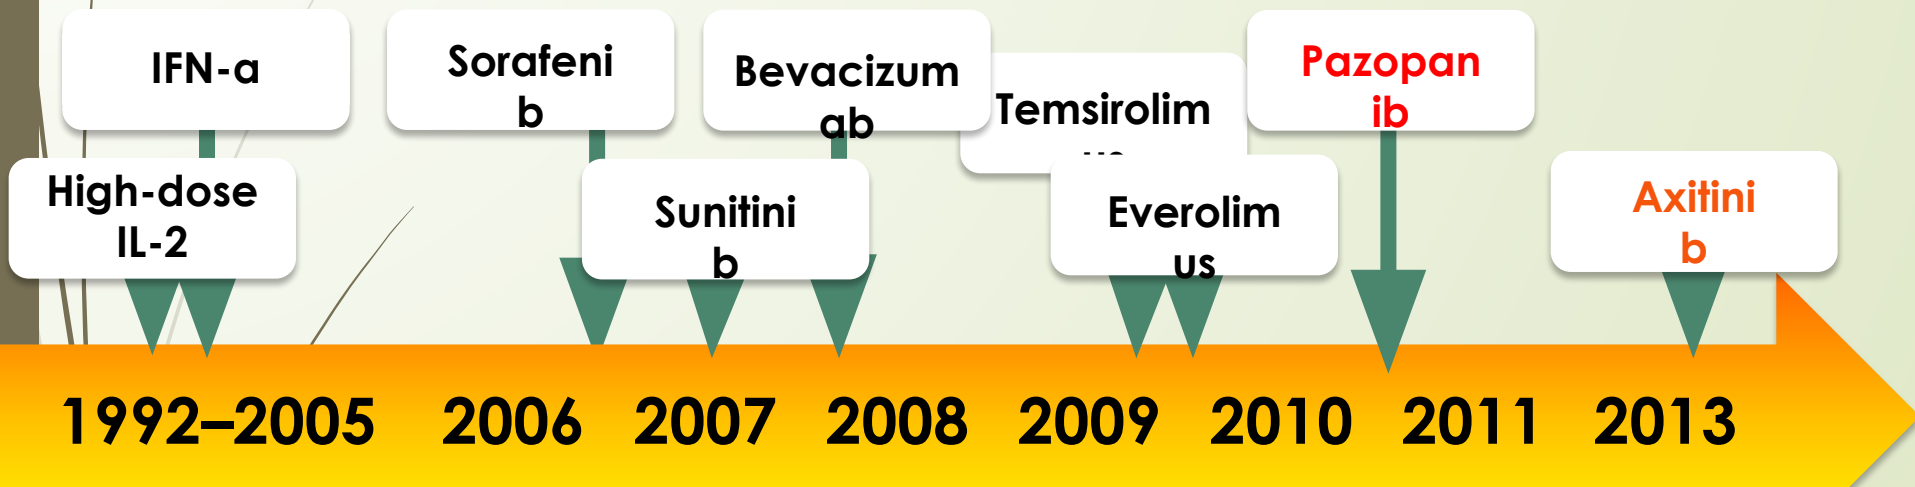 IFN-a
High-dose
IL-2
Sorafeni
b
Sunitini
b
Bevacizum
ab
Temsirolim
Everolim
us
Pazopan
ib
Axitini
b
1992–2005 2006 2007 2008 2009 2010 2011 2013